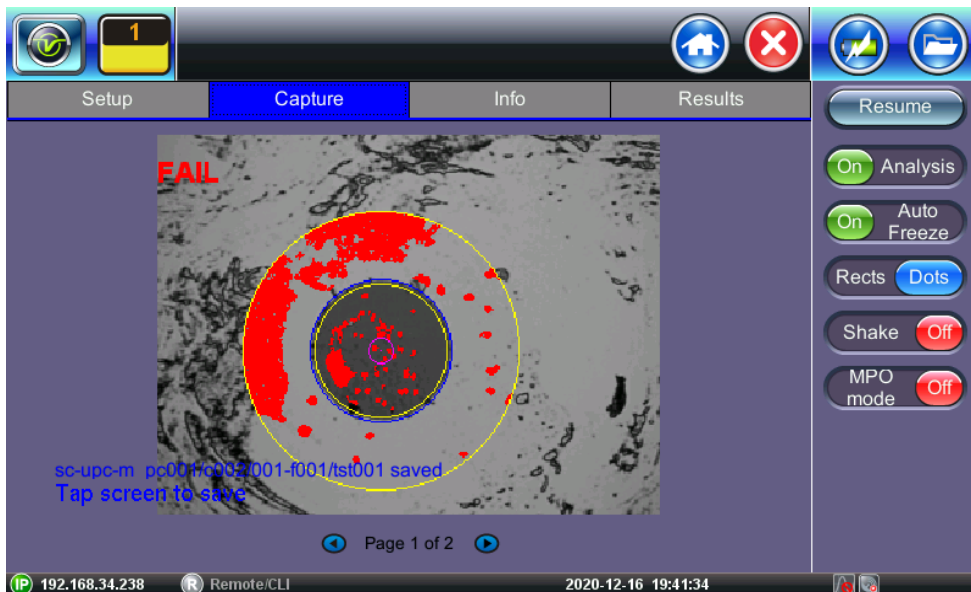 1
Setup
Capture
Info
Results
Resume
FAIL
On Analysis
On Auto
Freeze
Rects Dots
Shake Off
MPO
mode Off
sc-upc-m pc001/c002/001-f001/tst001 saved
Tap screen to save
Page 1 of 2
IP 192.168.34.238
R Remote/CLI
2020-12-16 19:41:34